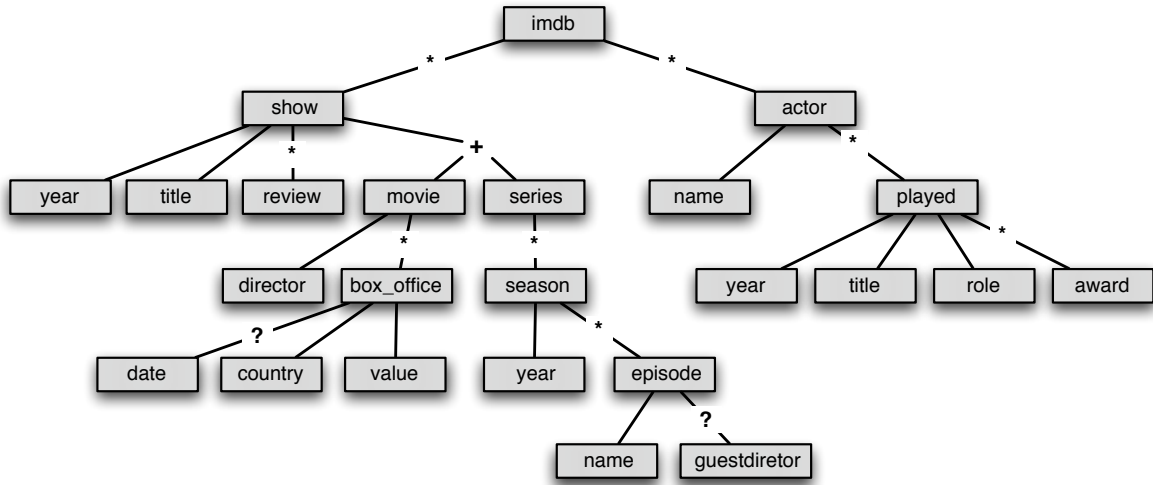 imdb
* *
show actor
* + *
year title review movie series name played
* * *
director box_office season year title role award
? *
date country value year episode
?
name guestdiretor